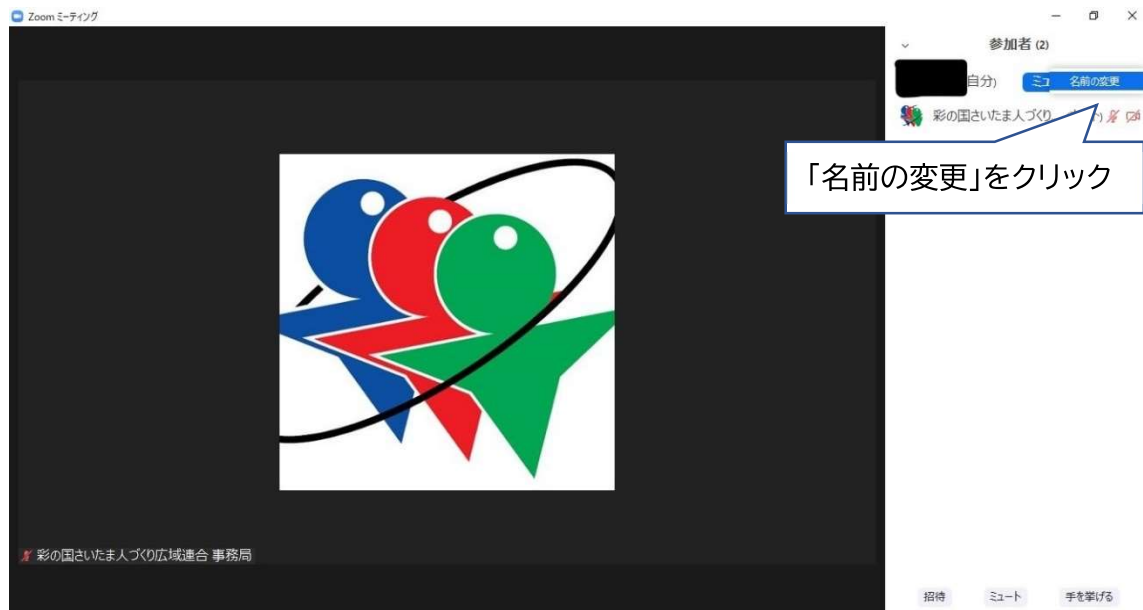 Zoom ミーティング
参加者 (2)
自分)
ミュ
名前の変更
彩の国さいたま人づくり
「名前の変更」をクリック
彩の国さいたま人づくり広域連合 事務局
招待
ミュート
手を挙げる